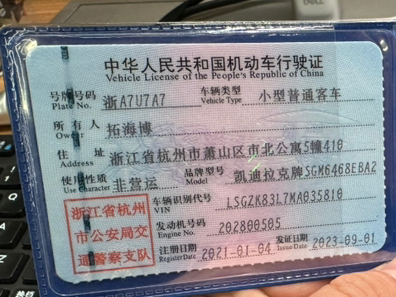 DELL
中华人民共和国机动车行驶证
Vehicle License of the People's Republic of China
号牌号码 Plate No. 浙A7U7A7 车辆类型 Vehicle Type 小型普通客车
所有人 Owner 拓海博
住址 Address 浙江省杭州市萧山区市北公寓5幢410
使用性质 Use Character 非营运 品牌型号 Model 凯迪拉克牌SGM6468EBA2
车辆识别代号 VIN LSGZK83L7MA035810
发动机号码 Engine No. 202800505
注册日期 Register Date 2021-01-04 发证日期 Issue Date 2023-09-01
浙江省杭州
市公安局交
通警察支队